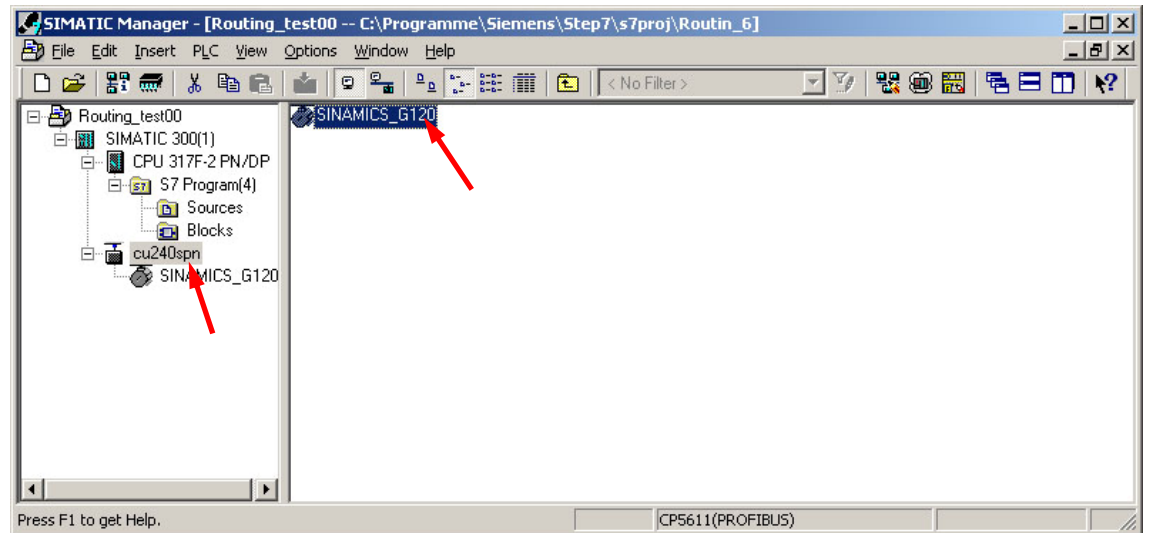 SIMATIC Manager - [Routing_test00 -- C:\Programme\Siemens\Step7\s7proj\Routin_6]
File Edit Insert PLC View Options Window Help
< No Filter >
Routing_test00
SIMATIC 300(1)
CPU 317F-2 PN/DP
S7 Program(4)
Sources
Blocks
cu240spn
SINAMICS_G120
SINAMICS_G120
Press F1 to get Help.
CP5611(PROFIBUS)